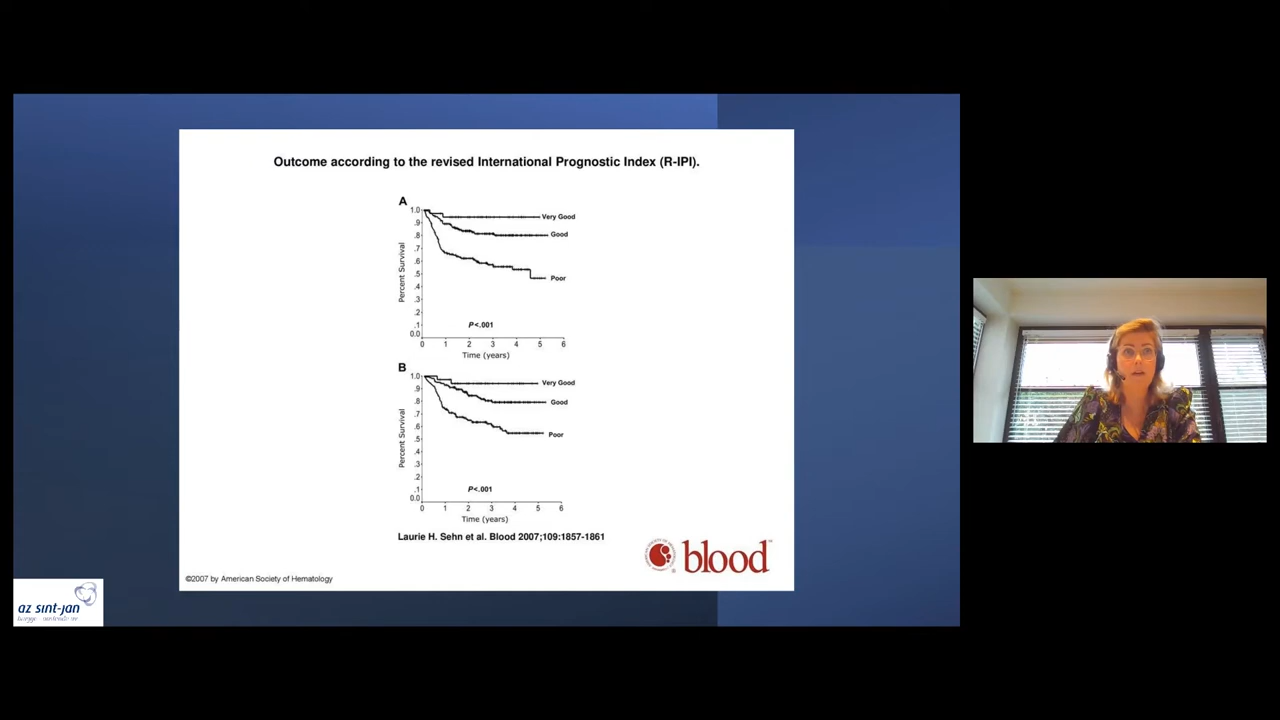 Outcome according to the revised International Prognostic Index (R-IPI).
A
1.0
.9
.8
.7
.6
.5
.4
.3
.2
.1
0.0
Percent Survival
Very Good
Good
Poor
P<.001
0 1 2 3 4 5 6
Time (years)
B
1.0
.9
.8
.7
.6
.5
.4
.3
.2
.1
0.0
Percent Survival
Very Good
Good
Poor
P<.001
0 1 2 3 4 5 6
Time (years)
Laurie H. Sehn et al. Blood 2007;109:1857-1861
blood
©2007 by American Society of Hematology
az sint-jan